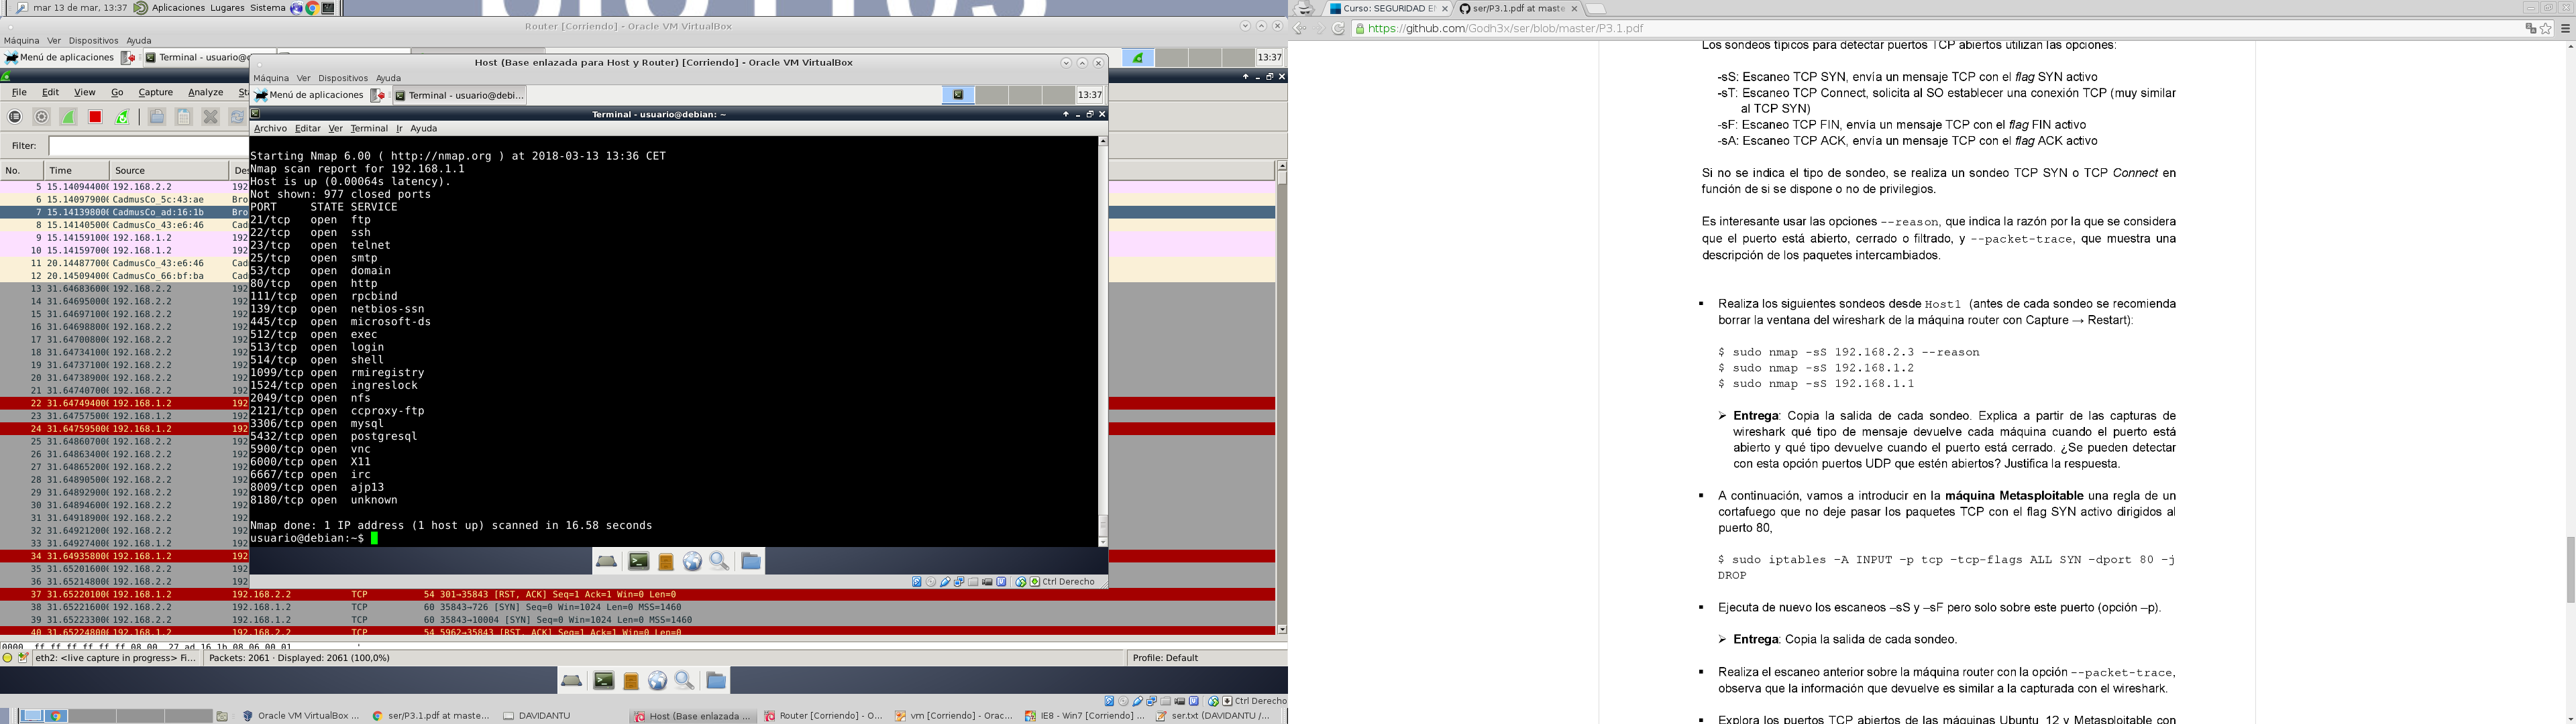 mar 13 de mar, 13:37 Aplicaciones Lugares Sistema
Router [Corriendo] - Oracle VM VirtualBox
Máquina Ver Dispositivos Ayuda
Menú de aplicaciones Terminal - usuario@ 13:37
File Edit View Go Capture Analyze
Filter:
No. Time Source
5 15.14094400 192.168.2.2 192
6 15.14097900 CadmusCo_5c:43:ae Bro
7 15.14139800 CadmusCo_ad:16:1b Bro
8 15.14140500 CadmusCo_43:e6:46 Cad
9 15.14159100 192.168.1.2 192
10 15.14159700 192.168.1.2 192
11 20.14487700 CadmusCo_43:e6:46 Cad
12 20.14509400 CadmusCo_66:bf:ba Cad
13 31.64683600 192.168.2.2 192
14 31.64695000 192.168.2.2 192
15 31.64697100 192.168.2.2 192
16 31.64698800 192.168.2.2 192
17 31.64700800 192.168.2.2 192
18 31.64734100 192.168.2.2 192
19 31.64737100 192.168.2.2 192
20 31.64738900 192.168.2.2 192
21 31.64740700 192.168.2.2 192
22 31.64749400 192.168.1.2 192
23 31.64757500 192.168.1.2 192
24 31.64759500 192.168.1.2 192
25 31.64860700 192.168.2.2 192
26 31.64863400 192.168.2.2 192
27 31.64865200 192.168.2.2 192
28 31.64890500 192.168.2.2 192
29 31.64892900 192.168.2.2 192
30 31.64894600 192.168.2.2 192
31 31.64918900 192.168.2.2 192
32 31.64921200 192.168.2.2 192
33 31.64927400 192.168.1.2 192
34 31.64935800 192.168.1.2 192
35 31.65201600 192.168.2.2 192
36 31.65214800 192.168.2.2 192
37 31.65220100 192.168.1.2 192.168.2.2 TCP 54 301→35843 [RST, ACK] Seq=1 Ack=1 Win=0 Len=0
38 31.65221600 192.168.2.2 192.168.1.2 TCP 60 35843→726 [SYN] Seq=0 Win=1024 Len=0 MSS=1460
39 31.65223300 192.168.2.2 192.168.1.2 TCP 60 35843→10004 [SYN] Seq=0 Win=1024 Len=0 MSS=1460
40 31.65224800 192.168.1.2 192.168.2.2 TCP 54 5962→35843 [RST, ACK] Seq=1 Ack=1 Win=0 Len=0
0000 ff ff ff ff ff ff 08 00 27 ad 16 1b 08 06 00 01
eth2: <live capture in progress> Fi... Packets: 2061 · Displayed: 2061 (100,0%) Profile: Default
Ctrl Derecho
Host (Base enlazada para Host y Router) [Corriendo] - Oracle VM VirtualBox
Máquina Ver Dispositivos Ayuda
Menú de aplicaciones Terminal - usuario@debi... 13:37
Terminal - usuario@debian: ~
Archivo Editar Ver Terminal Ir Ayuda
Starting Nmap 6.00 ( http://nmap.org ) at 2018-03-13 13:36 CET
Nmap scan report for 192.168.1.1
Host is up (0.00064s latency).
Not shown: 977 closed ports
PORT STATE SERVICE
21/tcp open ftp
22/tcp open ssh
23/tcp open telnet
25/tcp open smtp
53/tcp open domain
80/tcp open http
111/tcp open rpcbind
139/tcp open netbios-ssn
445/tcp open microsoft-ds
512/tcp open exec
513/tcp open login
514/tcp open shell
1099/tcp open rmiregistry
1524/tcp open ingreslock
2049/tcp open nfs
2121/tcp open ccproxy-ftp
3306/tcp open mysql
5432/tcp open postgresql
5900/tcp open vnc
6000/tcp open X11
6667/tcp open irc
8009/tcp open ajp13
8180/tcp open unknown
Nmap done: 1 IP address (1 host up) scanned in 16.58 seconds
usuario@debian:~$
Ctrl Derecho
Oracle VM VirtualBox ... ser/P3.1.pdf at maste... DAVIDANTU Host (Base enlazada ... Router [Corriendo] - O... vm [Corriendo] - Orac... IE8 - Win7 [Corriendo] ... ser.txt (DAVIDANTU /...
Curso: SEGURIDAD E ser/P3.1.pdf at maste
https://github.com/Godh3x/ser/blob/master/P3.1.pdf
Los sondeos típicos para detectar puertos TCP abiertos utilizan las opciones:
-sS: Escaneo TCP SYN, envía un mensaje TCP con el flag SYN activo
-sT: Escaneo TCP Connect, solicita al SO establecer una conexión TCP (muy similar
al TCP SYN)
-sF: Escaneo TCP FIN, envía un mensaje TCP con el flag FIN activo
-sA: Escaneo TCP ACK, envía un mensaje TCP con el flag ACK activo
Si no se indica el tipo de sondeo, se realiza un sondeo TCP SYN o TCP Connect en
función de si se dispone o no de privilegios.
Es interesante usar las opciones --reason, que indica la razón por la que se considera
que el puerto está abierto, cerrado o filtrado, y --packet-trace, que muestra una
descripción de los paquetes intercambiados.
▪ Realiza los siguientes sondeos desde Host1 (antes de cada sondeo se recomienda
borrar la ventana del wireshark de la máquina router con Capture → Restart):
$ sudo nmap -sS 192.168.2.3 --reason
$ sudo nmap -sS 192.168.1.2
$ sudo nmap -sS 192.168.1.1
➢ Entrega: Copia la salida de cada sondeo. Explica a partir de las capturas de
wireshark qué tipo de mensaje devuelve cada máquina cuando el puerto está
abierto y qué tipo devuelve cuando el puerto está cerrado. ¿Se pueden detectar
con esta opción puertos UDP que estén abiertos? Justifica la respuesta.
▪ A continuación, vamos a introducir en la máquina Metasploitable una regla de un
cortafuego que no deje pasar los paquetes TCP con el flag SYN activo dirigidos al
puerto 80,
$ sudo iptables –A INPUT –p tcp –tcp-flags ALL SYN –dport 80 –j
DROP
▪ Ejecuta de nuevo los escaneos –sS y –sF pero solo sobre este puerto (opción –p).
➢ Entrega: Copia la salida de cada sondeo.
▪ Realiza el escaneo anterior sobre la máquina router con la opción --packet-trace,
observa que la información que devuelve es similar a la capturada con el wireshark.
▪ Explora los puertos TCP abiertos de las máquinas Ubuntu_12 y Metasploitable con